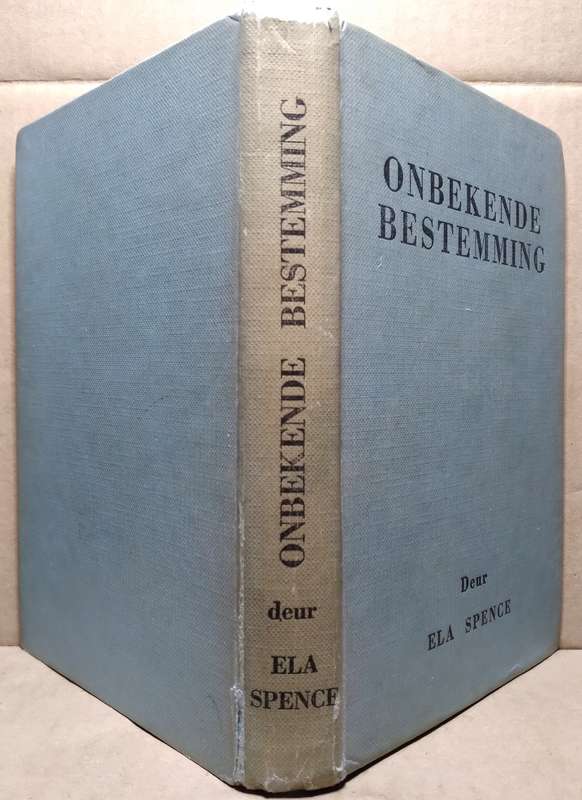 ONBEKENDE BESTEMMING
deur
ELA
SPENCE
ONBEKENDE
BESTEMMING
Deur
ELA SPENCE